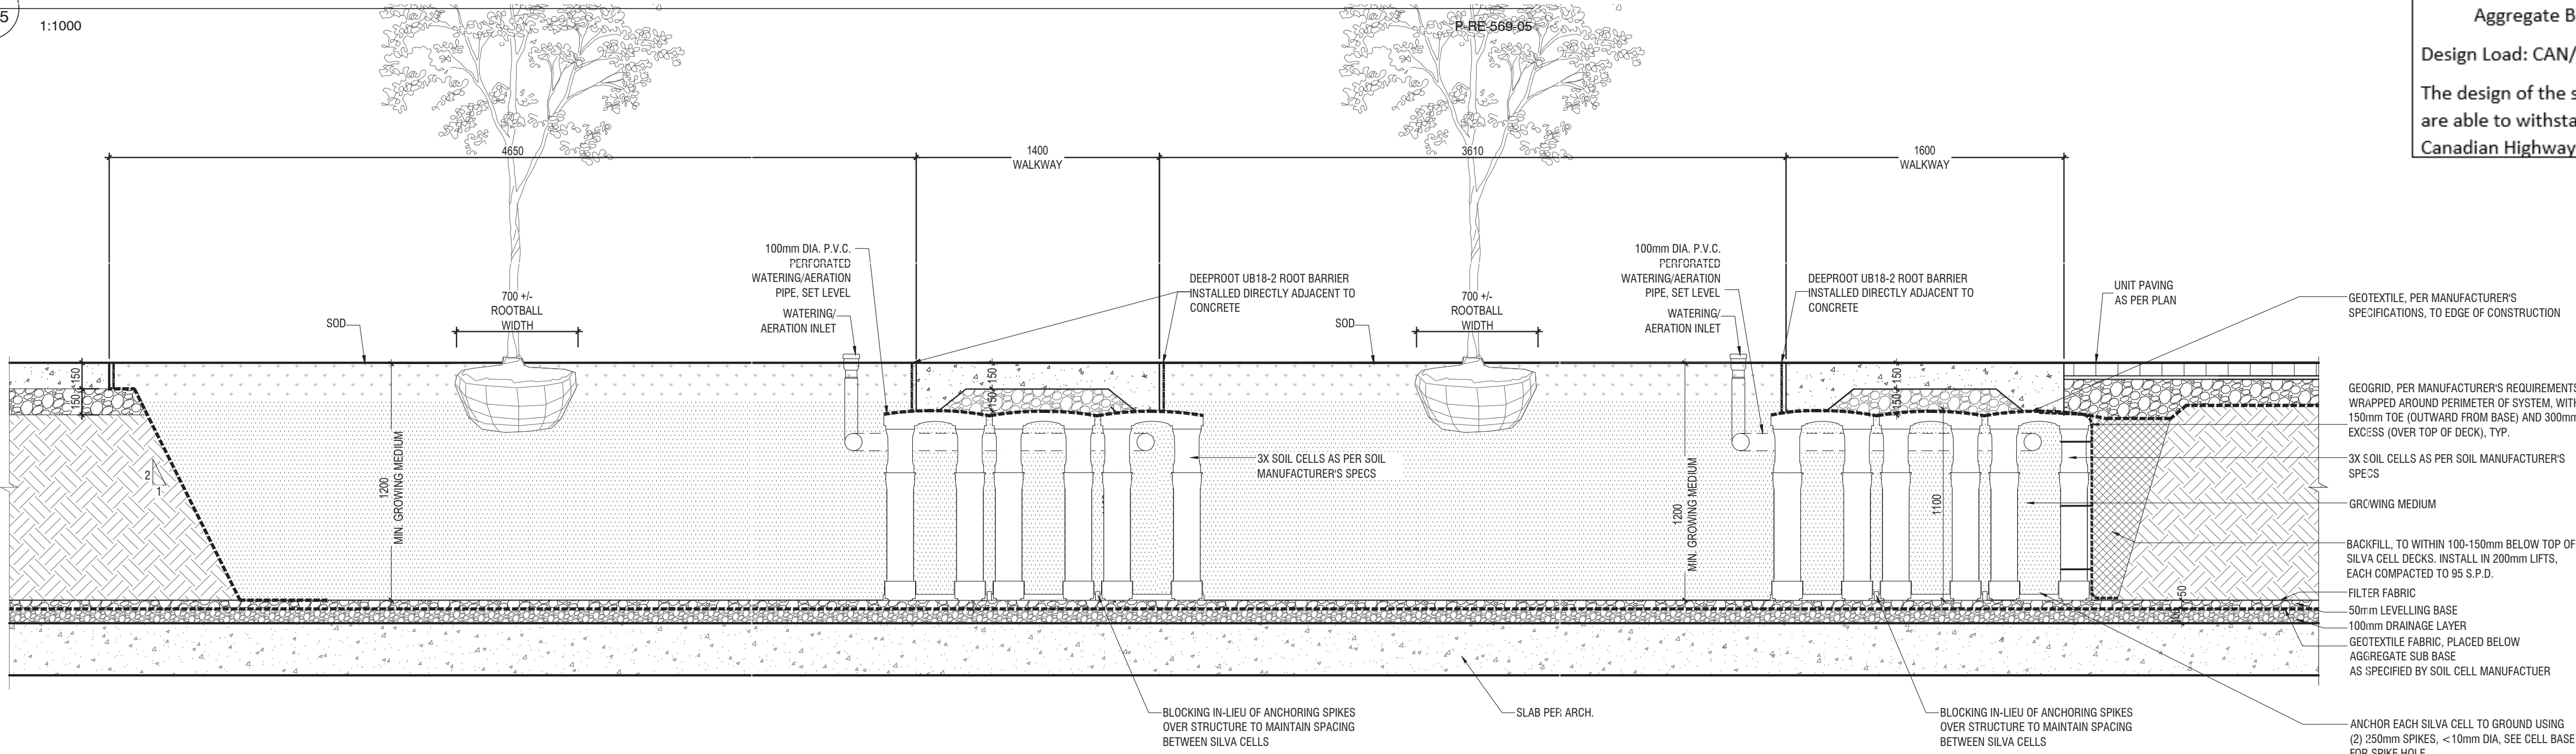 5
1:1000
P-RE-569-05
Aggregate B
Design Load: CAN/
The design of the s
are able to withsta
Canadian Highway
4650
1400
WALKWAY
3610
1600
WALKWAY
100mm DIA. P.V.C.
PERFORATED
WATERING/AERATION
PIPE, SET LEVEL
WATERING/
AERATION INLET
DEEPROOT UB18-2 ROOT BARRIER
INSTALLED DIRECTLY ADJACENT TO
CONCRETE
100mm DIA. P.V.C.
PERFORATED
WATERING/AERATION
PIPE, SET LEVEL
WATERING/
AERATION INLET
DEEPROOT UB18-2 ROOT BARRIER
INSTALLED DIRECTLY ADJACENT TO
CONCRETE
UNIT PAVING
AS PER PLAN
SOD
700 +/-
ROOTBALL
WIDTH
SOD
700 +/-
ROOTBALL
WIDTH
150
150
150
150
150
150
2
1
1200
MIN. GROWING MEDIUM
3X SOIL CELLS AS PER SOIL
MANUFACTURER'S SPECS
1200
MIN. GROWING MEDIUM
1100
50
GEOTEXTILE, PER MANUFACTURER'S
SPECIFICATIONS, TO EDGE OF CONSTRUCTION
GEOGRID, PER MANUFACTURER'S REQUIREMENTS
WRAPPED AROUND PERIMETER OF SYSTEM, WITH
150mm TOE (OUTWARD FROM BASE) AND 300mm
EXCESS (OVER TOP OF DECK), TYP.
3X SOIL CELLS AS PER SOIL MANUFACTURER'S
SPECS
GROWING MEDIUM
BACKFILL, TO WITHIN 100-150mm BELOW TOP OF
SILVA CELL DECKS. INSTALL IN 200mm LIFTS,
EACH COMPACTED TO 95 S.P.D.
FILTER FABRIC
50mm LEVELLING BASE
100mm DRAINAGE LAYER
GEOTEXTILE FABRIC, PLACED BELOW
AGGREGATE SUB BASE
AS SPECIFIED BY SOIL CELL MANUFACTUER
BLOCKING IN-LIEU OF ANCHORING SPIKES
OVER STRUCTURE TO MAINTAIN SPACING
BETWEEN SILVA CELLS
SLAB PER ARCH.
BLOCKING IN-LIEU OF ANCHORING SPIKES
OVER STRUCTURE TO MAINTAIN SPACING
BETWEEN SILVA CELLS
ANCHOR EACH SILVA CELL TO GROUND USING
(2) 250mm SPIKES, <10mm DIA, SEE CELL BASE
FOR SPIKE HOLE